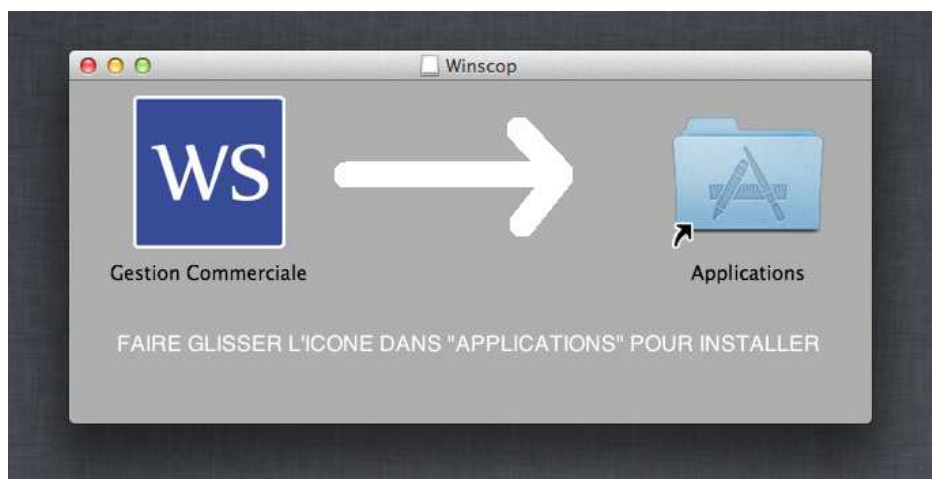 Winscop
WS
Gestion Commerciale
Applications
FAIRE GLISSER L'ICONE DANS "APPLICATIONS" POUR INSTALLER